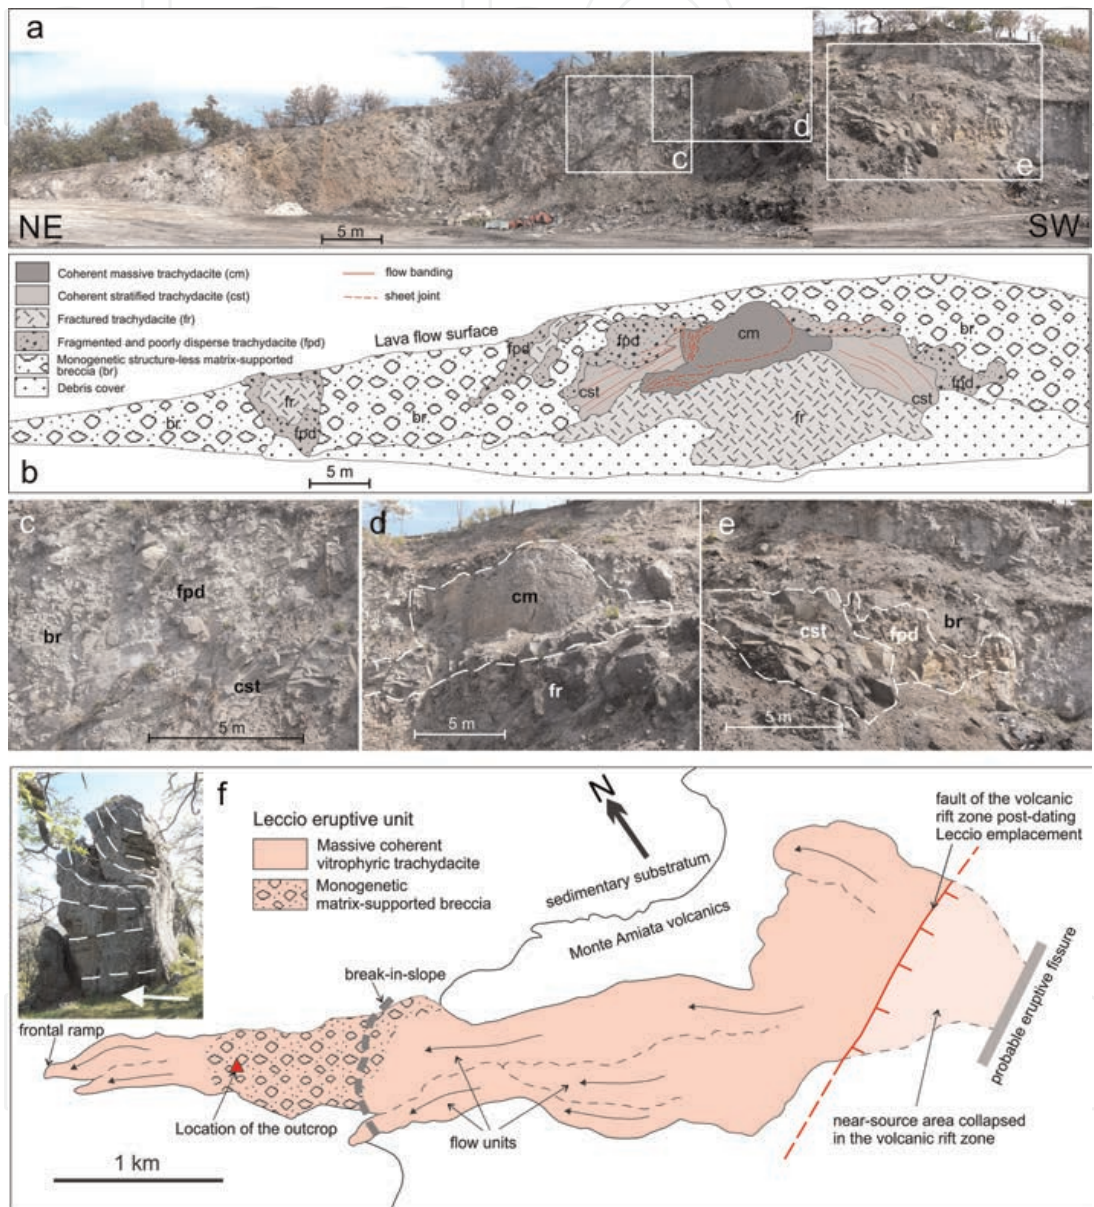 a
c
d
e
NE
5 m
SW
Coherent massive trachydacite (cm)
Coherent stratified trachydacite (cst)
Fractured trachydacite (fr)
Fragmented and poorly disperse trachydacite (fpd)
Monogenetic structure-less matrix-supported
breccia (br)
Debris cover
flow banding
sheet joint
Lava flow surface
fpd
fpd
cm
br
cst
fr
fpd
br
br
fr
cst
fpd
b
5 m
c
fpd
br
cst
5 m
d
cm
fr
5 m
e
cst
fpd
br
5 m
f
Leccio eruptive unit
Massive coherent
vitrophyric trachydacite
Monogenetic
matrix-supported breccia
N
sedimentary substratum
Monte Amiata volcanics
fault of the volcanic
rift zone post-dating
Leccio emplacement
break-in-slope
frontal ramp
probable eruptive fissure
Location of the outcrop
flow units
near-source area collapsed
in the volcanic rift zone
1 km